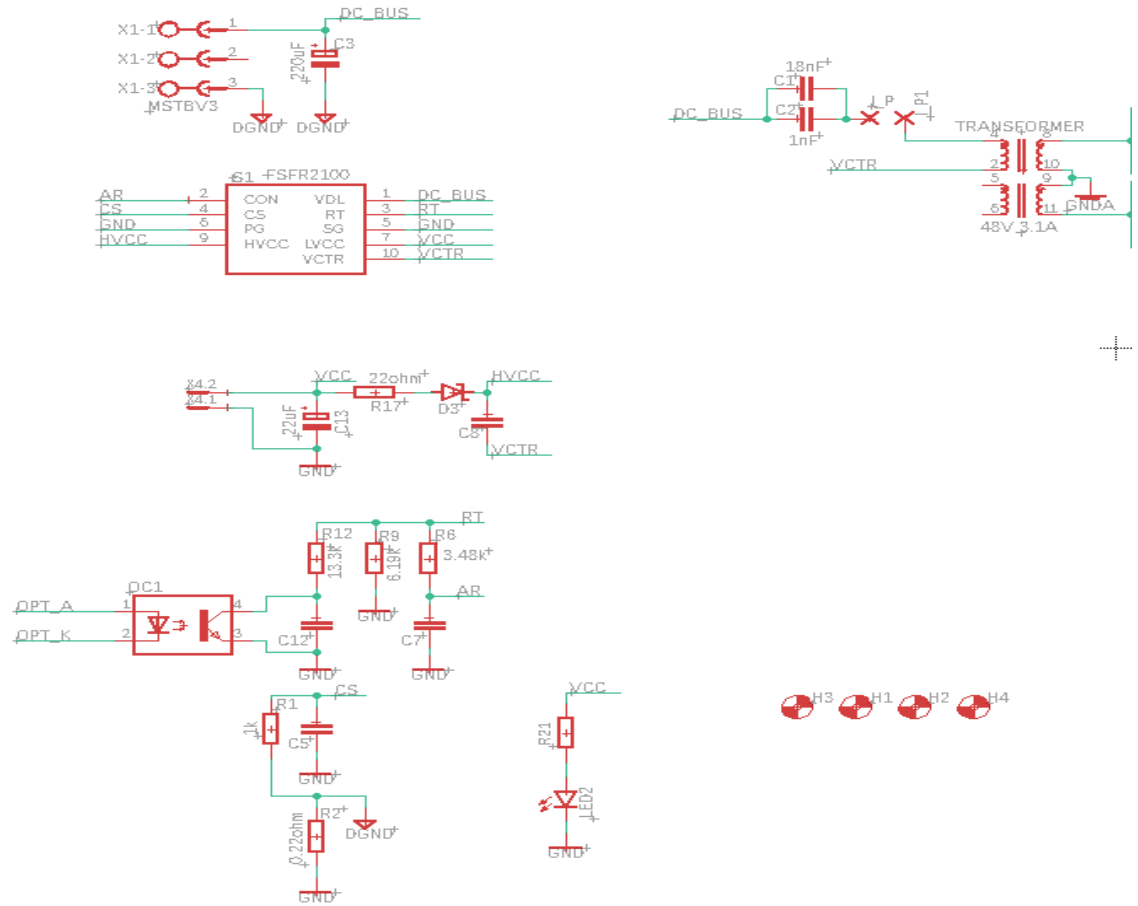 DC_BUS
X1-1
1
C3
220uF
X1-2
2
X1-3
3
MSTBV3
DGND
DGND
18nF
C1
C2
1nF
DC_BUS
TRANSFORMER
4
8
VCTR
2
10
5
9
6
11
GNDA
48V 3.1A
FSFR2100
AR
2
CON
VDL
1
DC_BUS
CS
4
CS
RT
3
RT
GND
6
PG
SG
5
GND
HVCC
9
HVCC
LVCC
7
VCC
VCTR
10
VCTR
X4.2
X4.1
VCC
22ohm
HVCC
R17
D3
22uF
C13
C8
VCTR
GND
RT
R12
R9
R6
13.3k
6.19k
3.48k
OC1
AR
OPT_A
1
4
OPT_K
2
3
C12
C7
GND
GND
GND
CS
R1
1k
C5
GND
R2
0.22ohm
DGND
GND
VCC
R21
LED2
GND
H3
H1
H2
H4